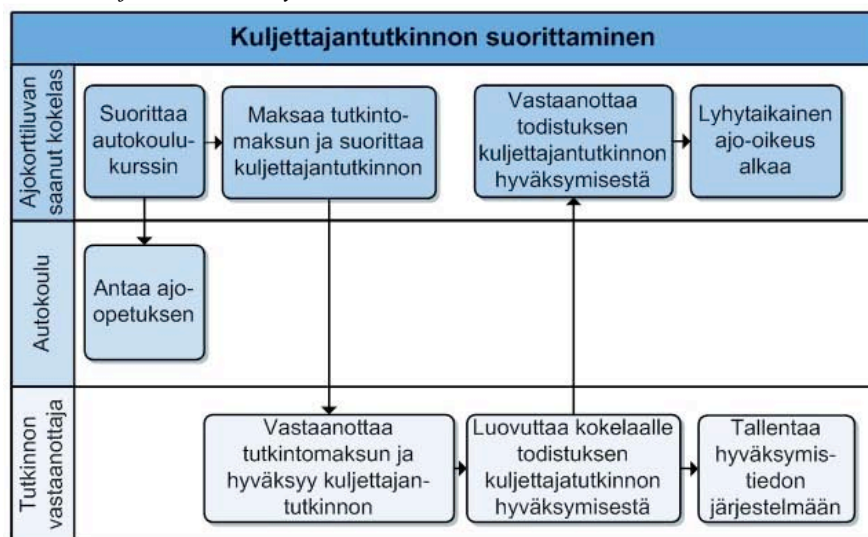 Kuljettajantutkinnon suorittaminen
Ajokorttiluvan
saanut kokelas
Suorittaa
autokoulu-
kurssin
Maksaa tutkinto-
maksun ja suorittaa
kuljettajantutkinnon
Vastaanottaa
todistuksen
kuljettajantutkinnon
hyväksymisestä
Lyhytaikainen
ajo-oikeus
alkaa
Autokoulu
Antaa ajo-
opetuksen
Tutkinnon
vastaanottaja
Vastaanottaa
tutkintomaksun ja
hyväksyy kuljettajan-
tutkinnon
Luovuttaa kokelaalle
todistuksen
kuljettajatutkinnon
hyväksymisestä
Tallentaa
hyväksymis-
tiedon
järjestelmään